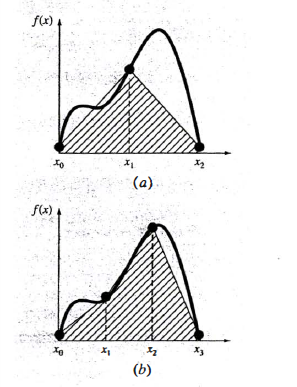 f(x)
x₀ x₁ x₂
(a)
f(x)
x₀ x₁ x₂ x₃
(b)